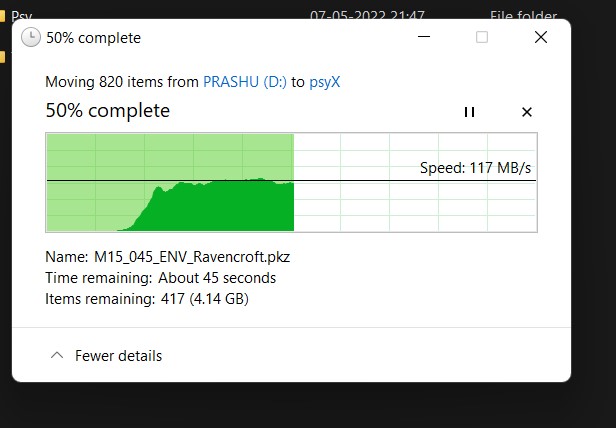 Psy 07-05-2022 21:47 File folder
50% complete
Moving 820 items from PRASHU (D:) to psyX
50% complete
Speed: 117 MB/s
Name: M15_045_ENV_Ravencroft.pkz
Time remaining: About 45 seconds
Items remaining: 417 (4.14 GB)
Fewer details